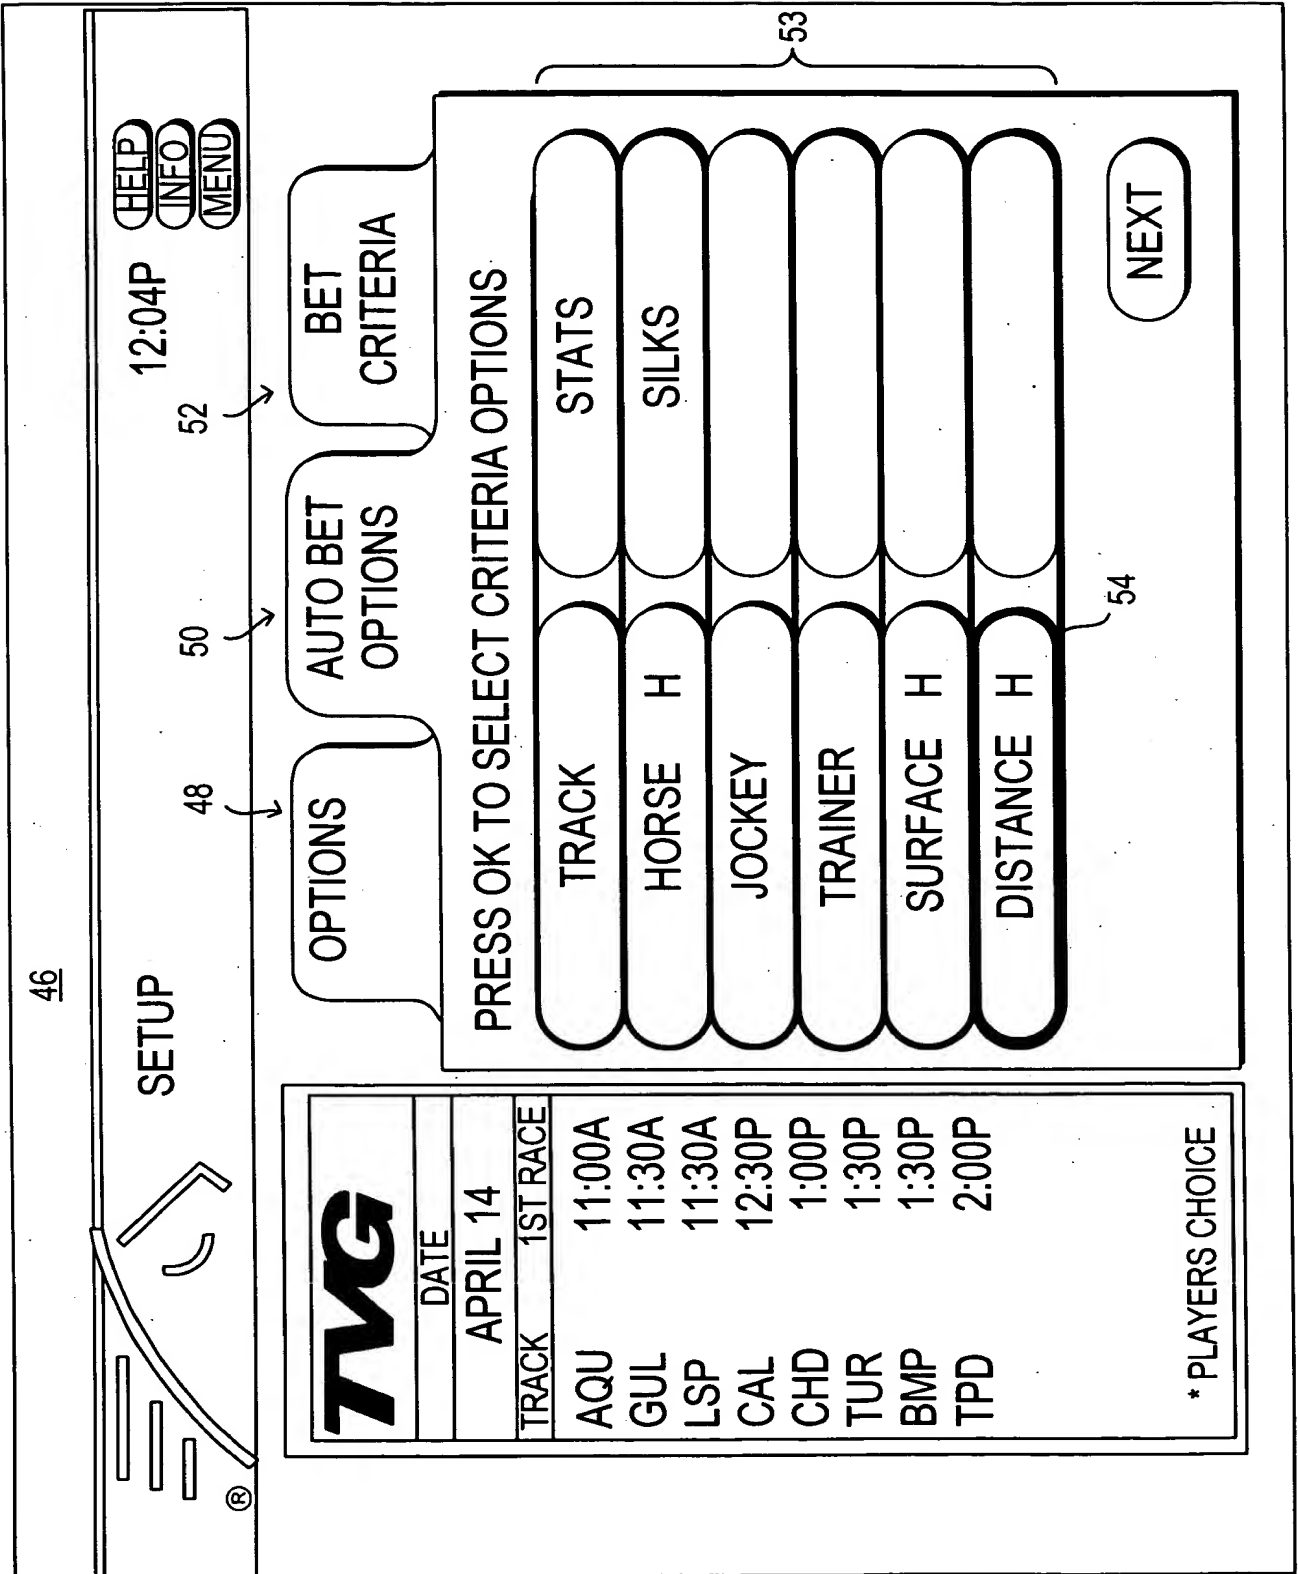 46
SETUP
12:04P
HELP
INFO
MENU
®
48
50
52
TVG
DATE
APRIL 14
TRACK 1ST RACE
AQU 11:00A
GUL 11:30A
LSP 11:30A
CAL 12:30P
CHD 1:00P
TUR 1:30P
BMP 1:30P
TPD 2:00P
* PLAYERS CHOICE
OPTIONS
AUTO BET
OPTIONS
BET
CRITERIA
PRESS OK TO SELECT CRITERIA OPTIONS
TRACK STATS
HORSE H SILKS
JOCKEY
TRAINER
SURFACE H
DISTANCE H
53
54
NEXT